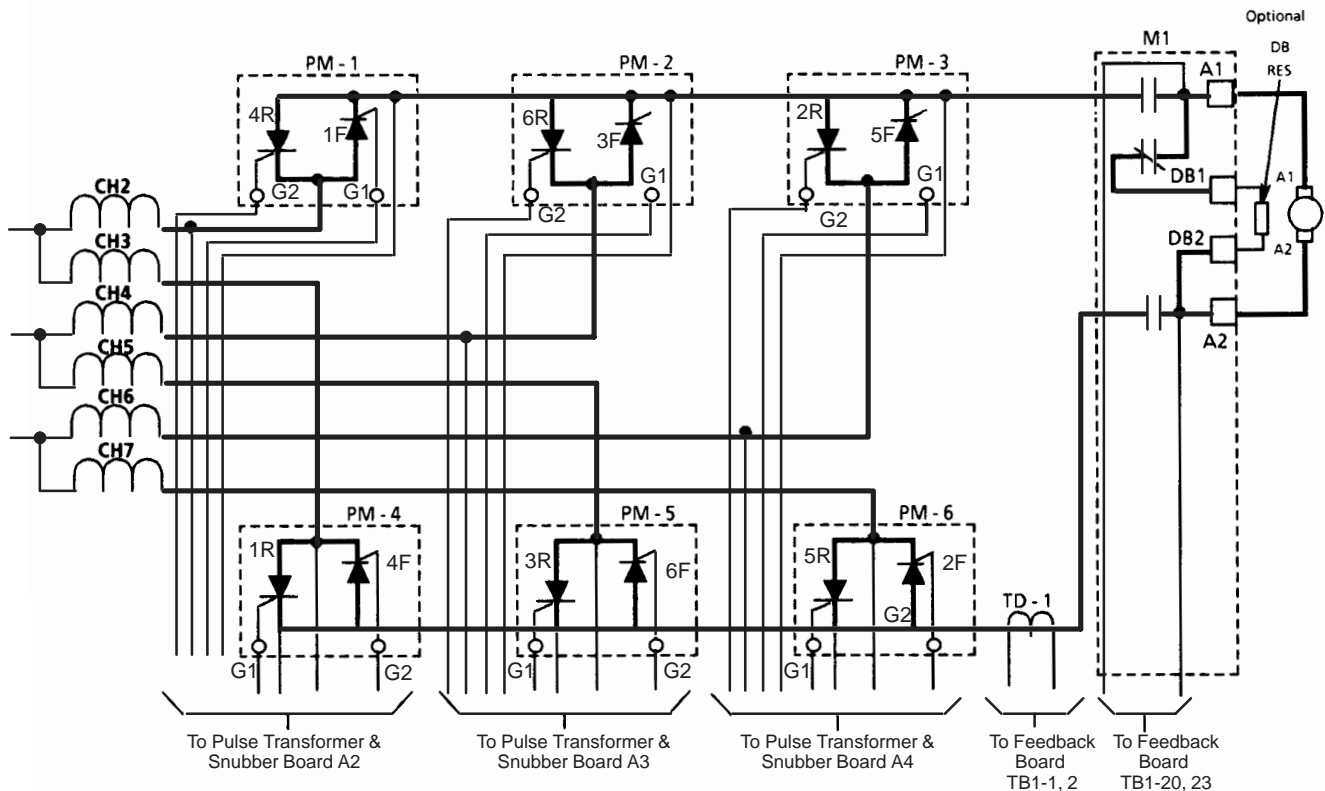 Optional
DB
RES
M1
A1
PM - 1
PM - 2
PM - 3
4R
1F
6R
3F
2R
5F
G2
G1
G2
G1
G2
G1
DB1
A1
DB2
A2
A2
CH2
CH3
CH4
CH5
CH6
CH7
PM - 4
PM - 5
PM - 6
1R
4F
3R
6F
5R
2F
G2
TD - 1
G1
G2
G1
G2
G1
To Pulse Transformer &
Snubber Board A2
To Pulse Transformer &
Snubber Board A3
To Pulse Transformer &
Snubber Board A4
To Feedback
Board
TB1-1, 2
To Feedback
Board
TB1-20, 23